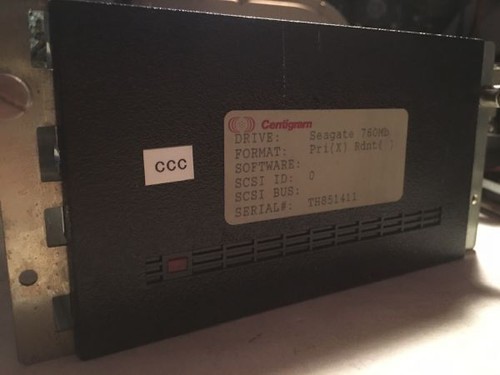 CCC
Centigram
DRIVE: Seagate 760Mb
FORMAT: Pri(X) Rdnt( )
SOFTWARE:
SCSI ID: 0
SCSI BUS:
SERIAL#: TH851411